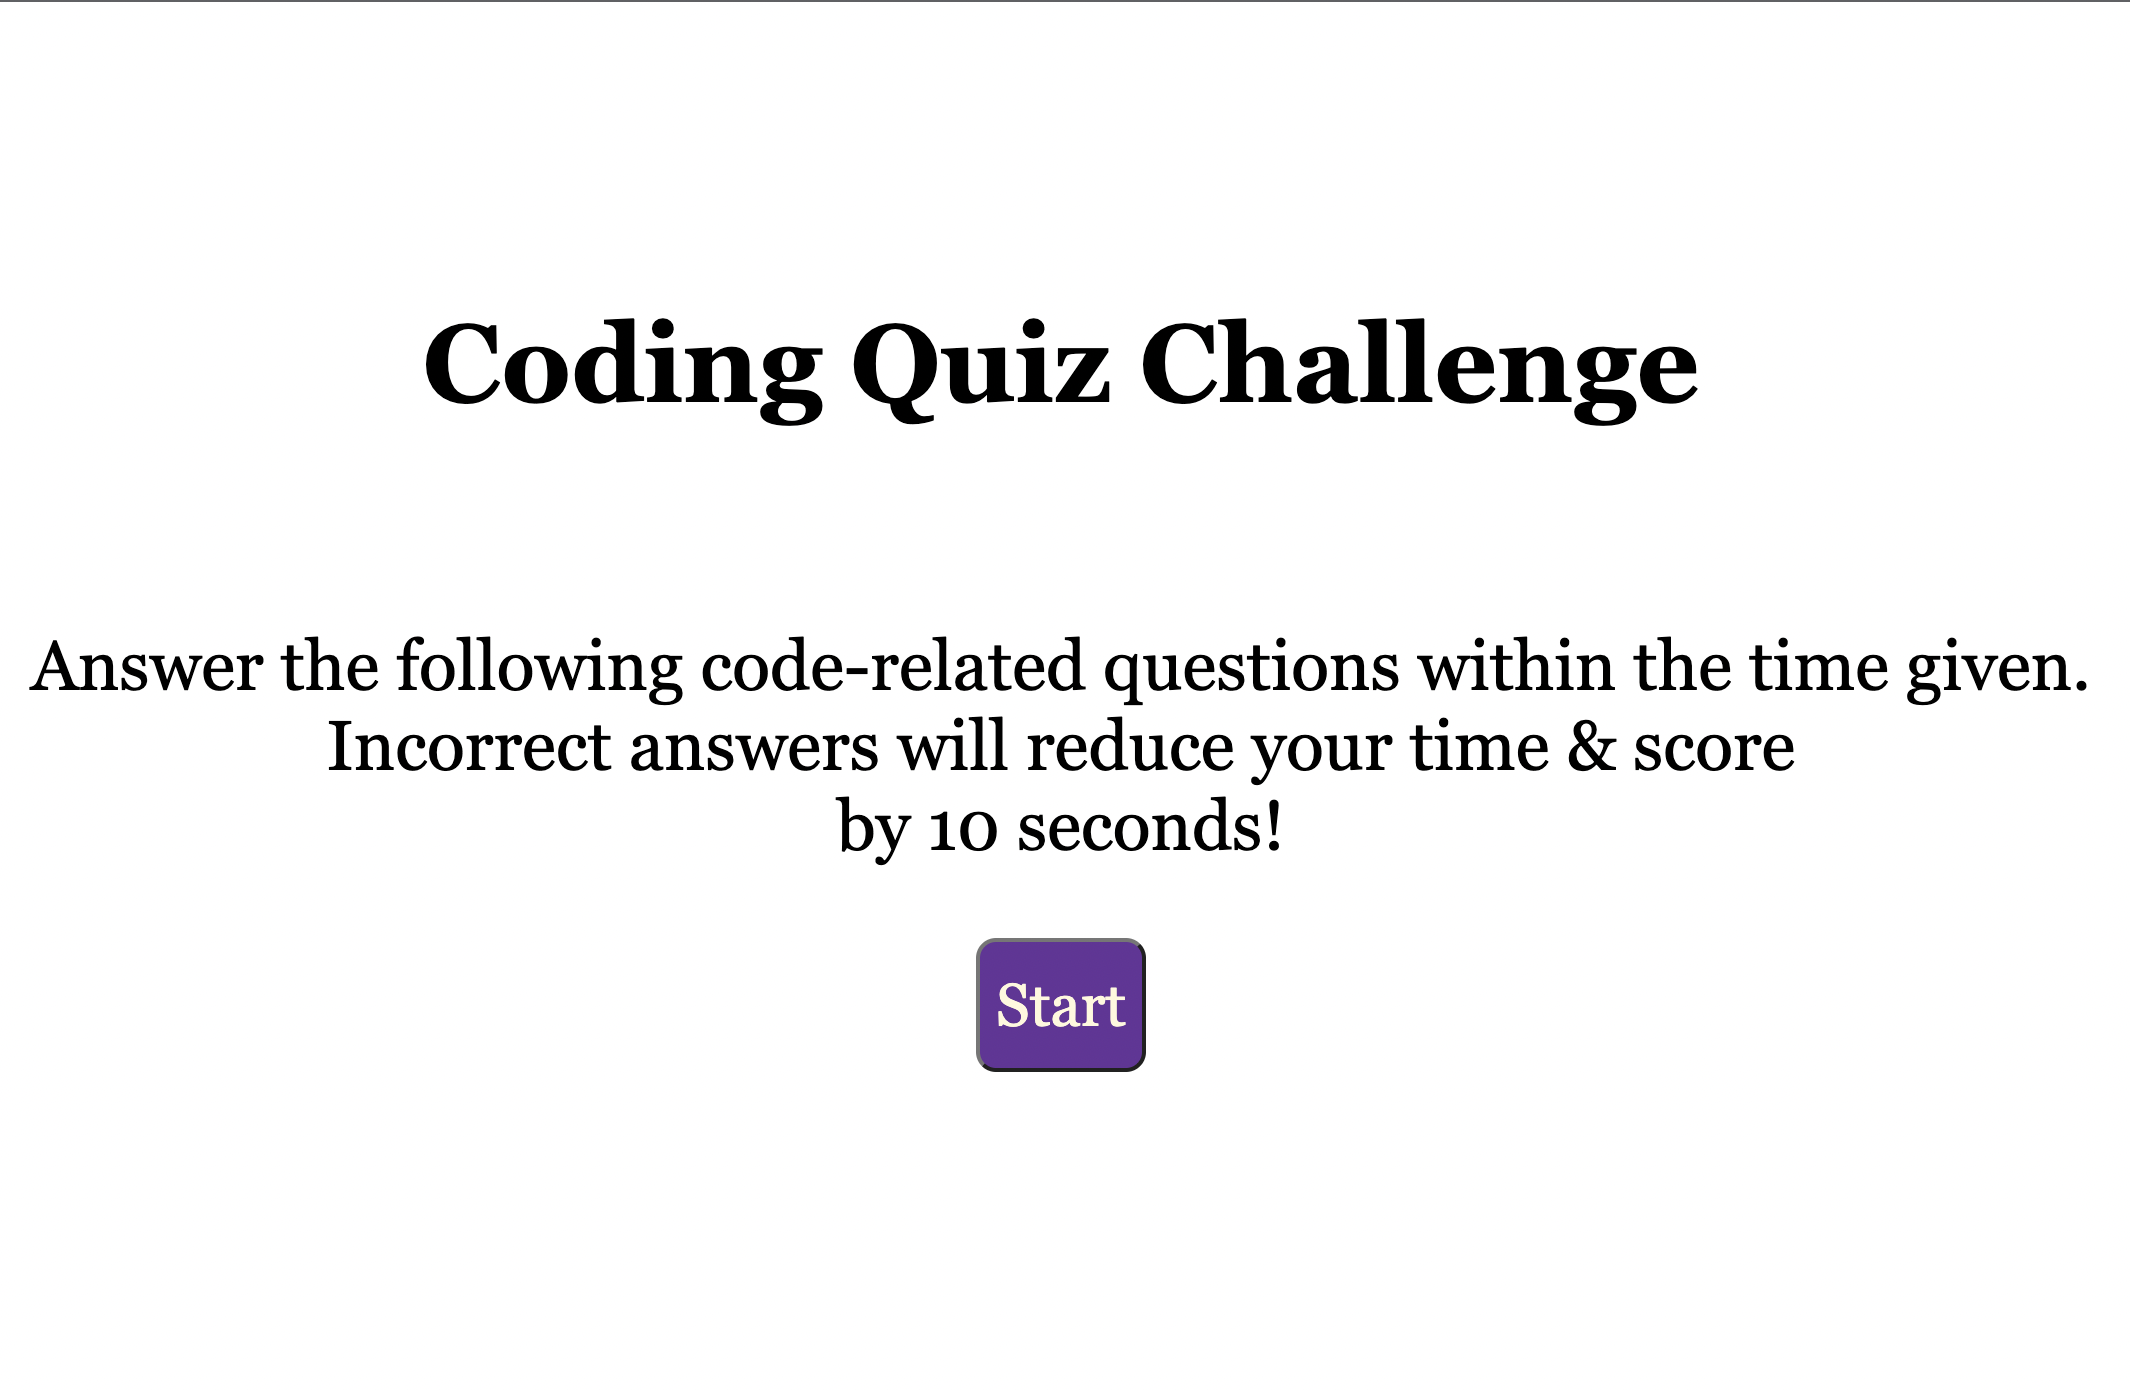 Coding Quiz Challenge
Answer the following code-related questions within the time given.
Incorrect answers will reduce your time & score
by 10 seconds!
Start